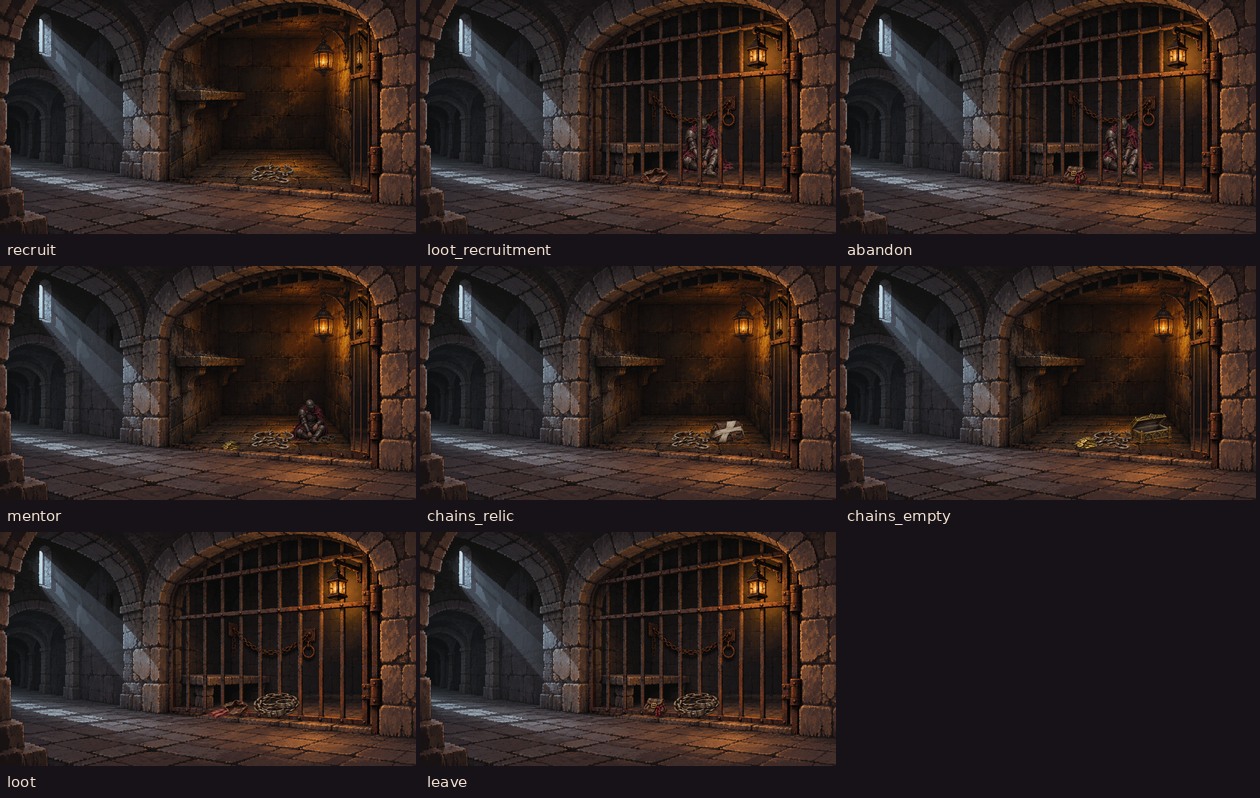 recruit
loot_recruitment
abandon
mentor
chains_relic
chains_empty
loot
leave